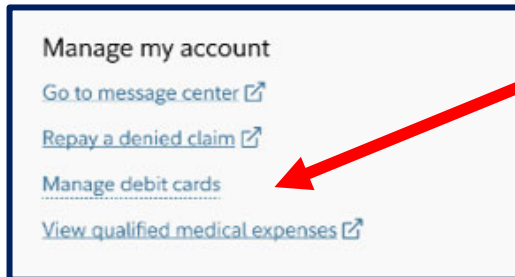 Manage my account
Go to message center
Repay a denied claim
Manage debit cards
View qualified medical expenses